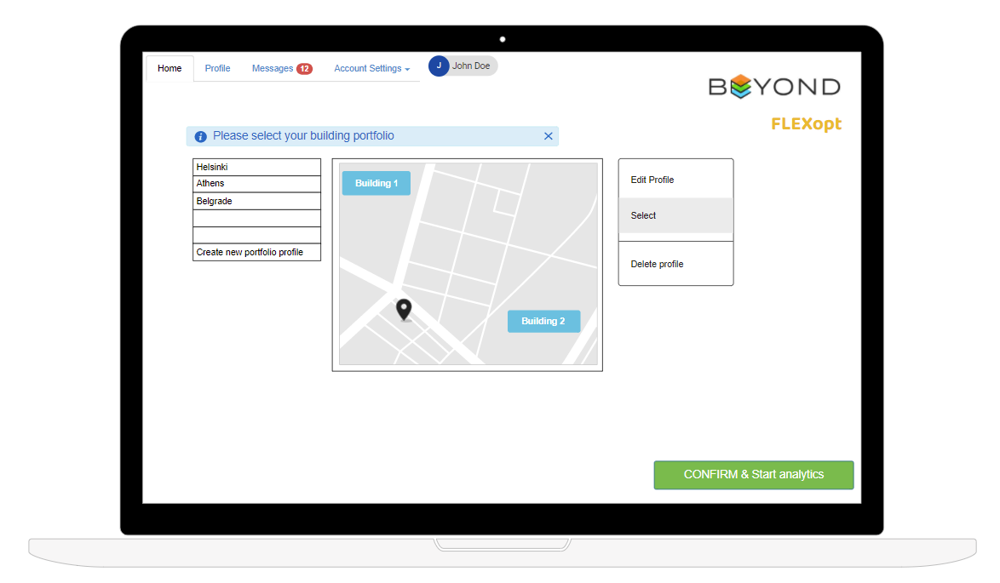 Home Profile Messages 12 Account Settings J John Doe
BEYOND
FLEXopt
i Please select your building portfolio ×
Helsinki
Athens
Belgrade
Create new portfolio profile
Building 1
Building 2
Edit Profile
Select
Delete profile
CONFIRM & Start analytics